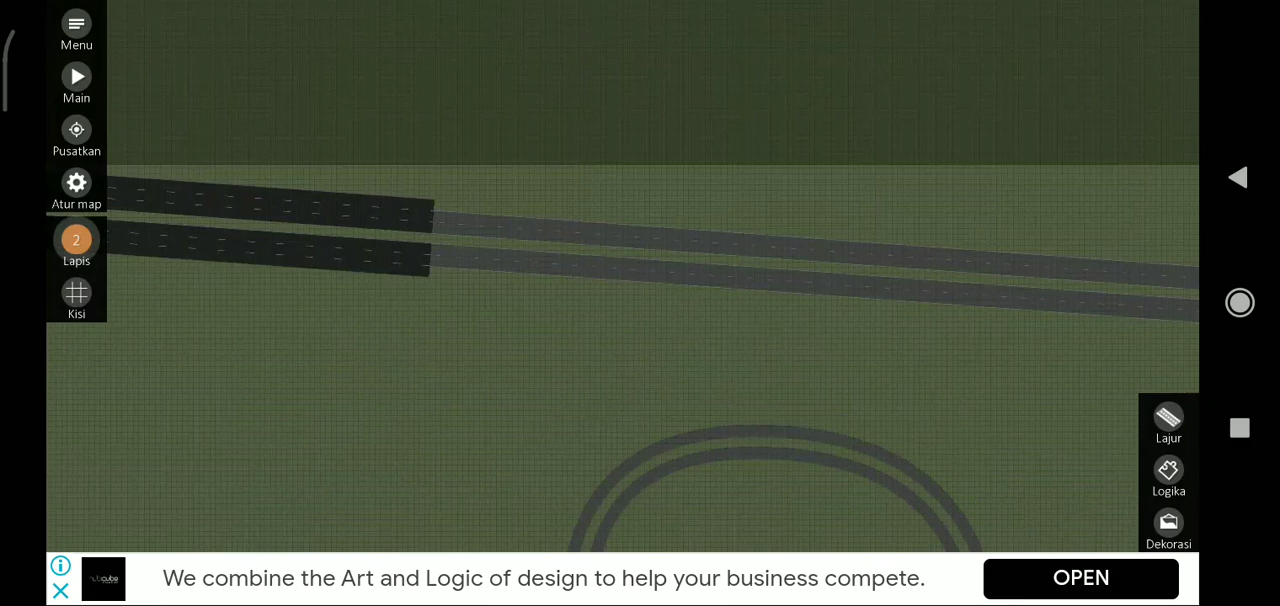 Menu
Main
Pusatkan
Atur map
2
Lapis
Kisi
Lajur
Logika
Dekorasi
We combine the Art and Logic of design to help your business compete.
OPEN